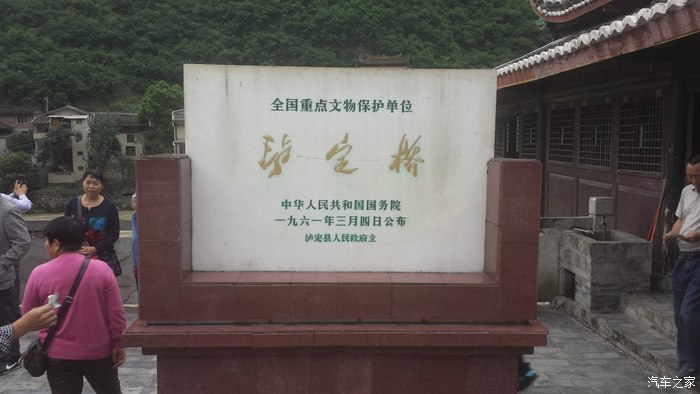 全国重点文物保护单位
泸定桥
中华人民共和国国务院
一九六一年三月四日公布
泸定县人民政府立
汽车之家